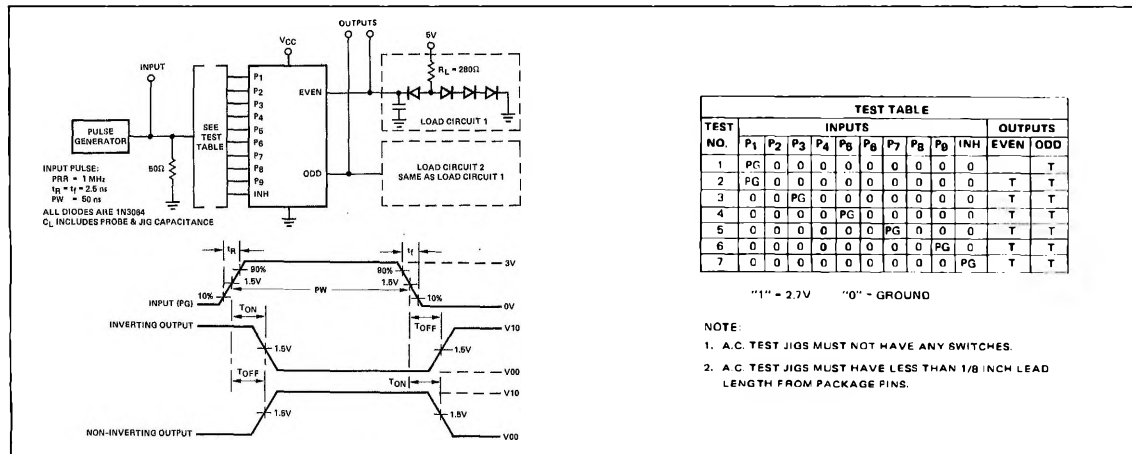 OUTPUTS
VCC
5V
INPUT
RL = 280Ω
P1
P2
P3
P4
P5
P6
P7
P8
P9
INH
EVEN
ODD
LOAD CIRCUIT 1
PULSE GENERATOR
SEE TEST TABLE
50Ω
LOAD CIRCUIT 2
SAME AS LOAD CIRCUIT 1
INPUT PULSE:
PRR = 1 MHz
tR = tf = 2.5 ns
PW = 50 ns
ALL DIODES ARE 1N3064
CL INCLUDES PROBE & JIG CAPACITANCE
tR
tf
90%
90%
3V
1.5V
PW
1.5V
10%
10%
INPUT (PG)
0V
TON
TOFF
INVERTING OUTPUT
V10
1.5V
1.5V
V00
TOFF
TON
V10
1.5V
1.5V
NON-INVERTING OUTPUT
V00
TEST TABLE
TEST NO. INPUTS OUTPUTS
P1 P2 P3 P4 P5 P6 P7 P8 P9 INH EVEN ODD
1 PG 0 0 0 0 0 0 0 0 0 T
2 PG 0 0 0 0 0 0 0 0 0 T T
3 0 0 PG 0 0 0 0 0 0 0 T T
4 0 0 0 0 PG 0 0 0 0 0 T T
5 0 0 0 0 0 0 PG 0 0 0 T T
6 0 0 0 0 0 0 0 0 PG 0 T T
7 0 0 0 0 0 0 0 0 0 PG T T
"1" = 2.7V "0" - GROUND
NOTE:
1. A.C. TEST JIGS MUST NOT HAVE ANY SWITCHES.
2. A.C. TEST JIGS MUST HAVE LESS THAN 1/8 INCH LEAD
LENGTH FROM PACKAGE PINS.